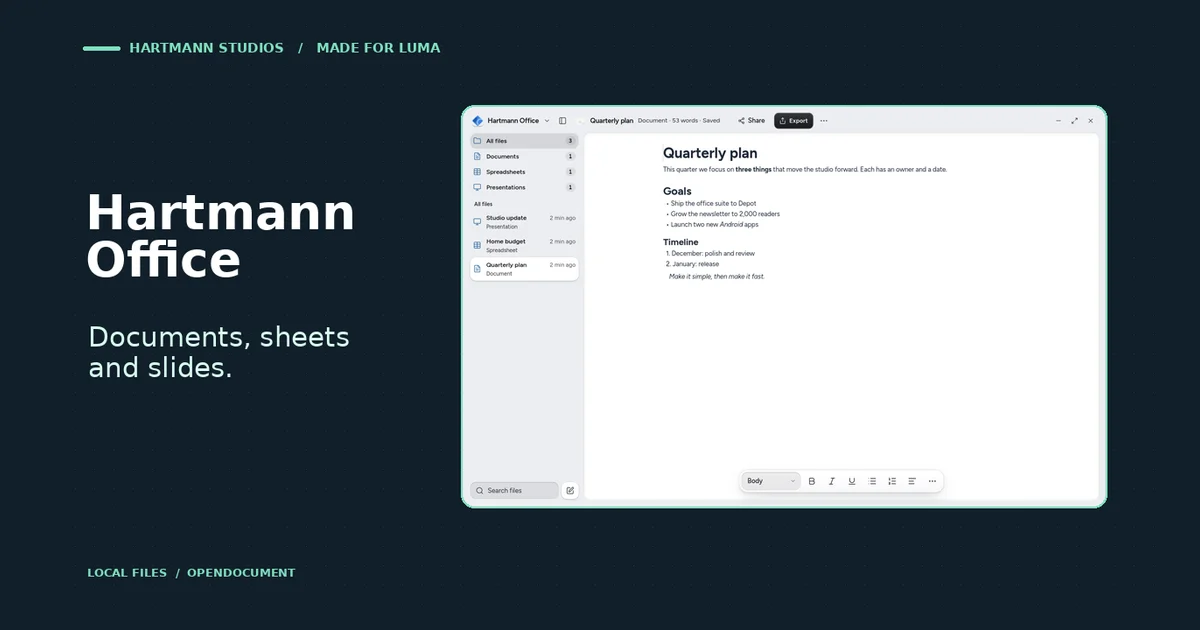 HARTMANN STUDIOS / MADE FOR LUMA
Hartmann
Office
Documents, sheets
and slides.
LOCAL FILES / OPENDOCUMENT
Hartmann Office
Quarterly plan Document · 53 words · Saved
Share
Export
All files 3
Documents 1
Spreadsheets 1
Presentations 1
All files
Studio update 2 min ago
Presentation
Home budget 2 min ago
Spreadsheet
Quarterly plan 2 min ago
Document
Search files
Quarterly plan
This quarter we focus on three things that move the studio forward. Each has an owner and a date.
Goals
• Ship the office suite to Depot
• Grow the newsletter to 2,000 readers
• Launch two new Android apps
Timeline
1. December: polish and review
2. January: release
Make it simple, then make it fast.
Body B I U